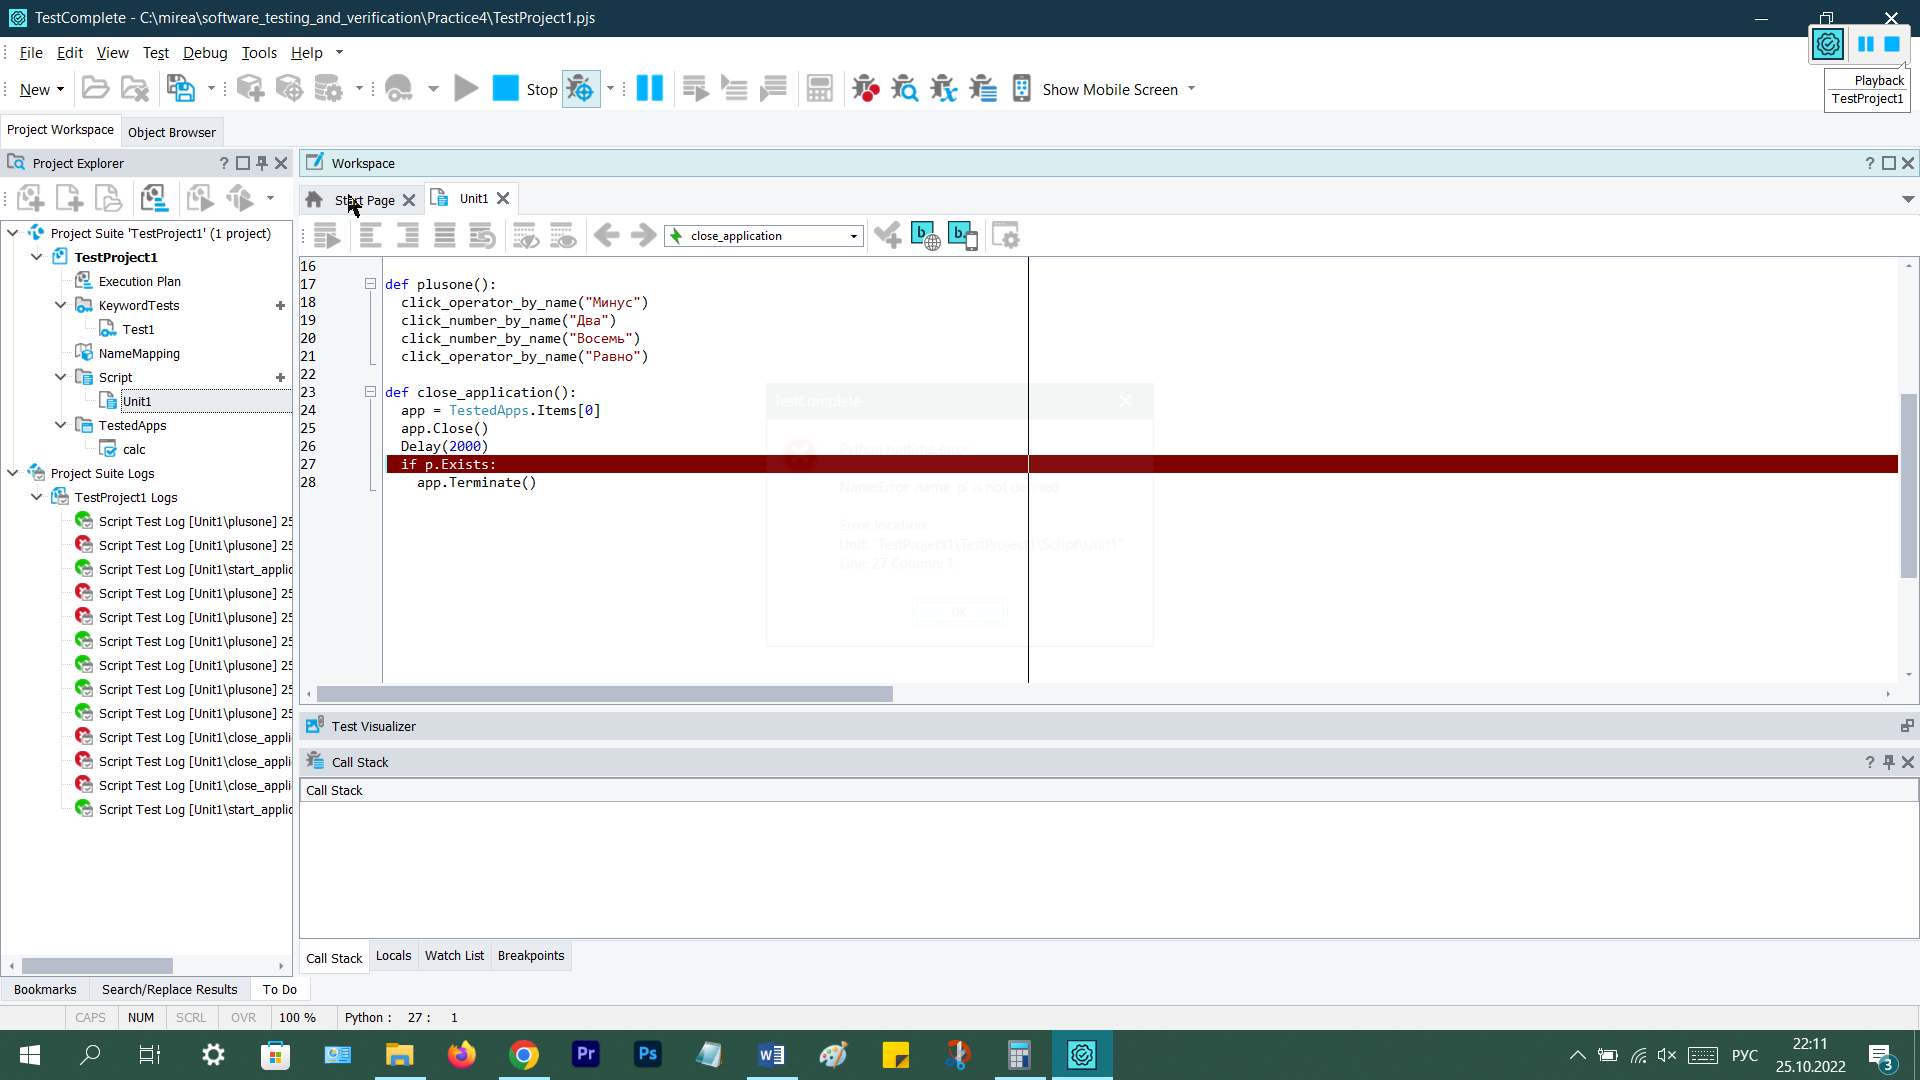 TestComplete - C:\mirea\software_testing_and_verification\Practice4\TestProject1.pjs
File Edit View Test Debug Tools Help
New
Stop
Show Mobile Screen
Playback
TestProject1
Project Workspace
Object Browser
Project Explorer
Workspace
Start Page
Unit1
close_application
Project Suite 'TestProject1' (1 project)
TestProject1
Execution Plan
KeywordTests
Test1
NameMapping
Script
Unit1
TestedApps
calc
Project Suite Logs
TestProject1 Logs
Script Test Log [Unit1\plusone] 25
Script Test Log [Unit1\plusone] 25
Script Test Log [Unit1\start_applic
Script Test Log [Unit1\plusone] 25
Script Test Log [Unit1\plusone] 25
Script Test Log [Unit1\plusone] 25
Script Test Log [Unit1\plusone] 25
Script Test Log [Unit1\plusone] 25
Script Test Log [Unit1\plusone] 25
Script Test Log [Unit1\close_appli
Script Test Log [Unit1\close_appli
Script Test Log [Unit1\close_appli
Script Test Log [Unit1\start_applic
16
17 def plusone():
18 click_operator_by_name("Минус")
19 click_number_by_name("Два")
20 click_number_by_name("Восемь")
21 click_operator_by_name("Равно")
22
23 def close_application():
24 app = TestedApps.Items[0]
25 app.Close()
26 Delay(2000)
27 if p.Exists:
28 app.Terminate()
TestComplete
Python runtime error.
NameError: name 'p' is not defined
Error location:
Unit: "TestProject1\TestProject1\Script\Unit1"
Line: 27 Column: 1.
OK
Test Visualizer
Call Stack
Call Stack
Call Stack
Locals
Watch List
Breakpoints
Bookmarks
Search/Replace Results
To Do
CAPS NUM SCRL OVR 100 % Python : 27 : 1
Pr
Ps
РУС
22:11
25.10.2022
3